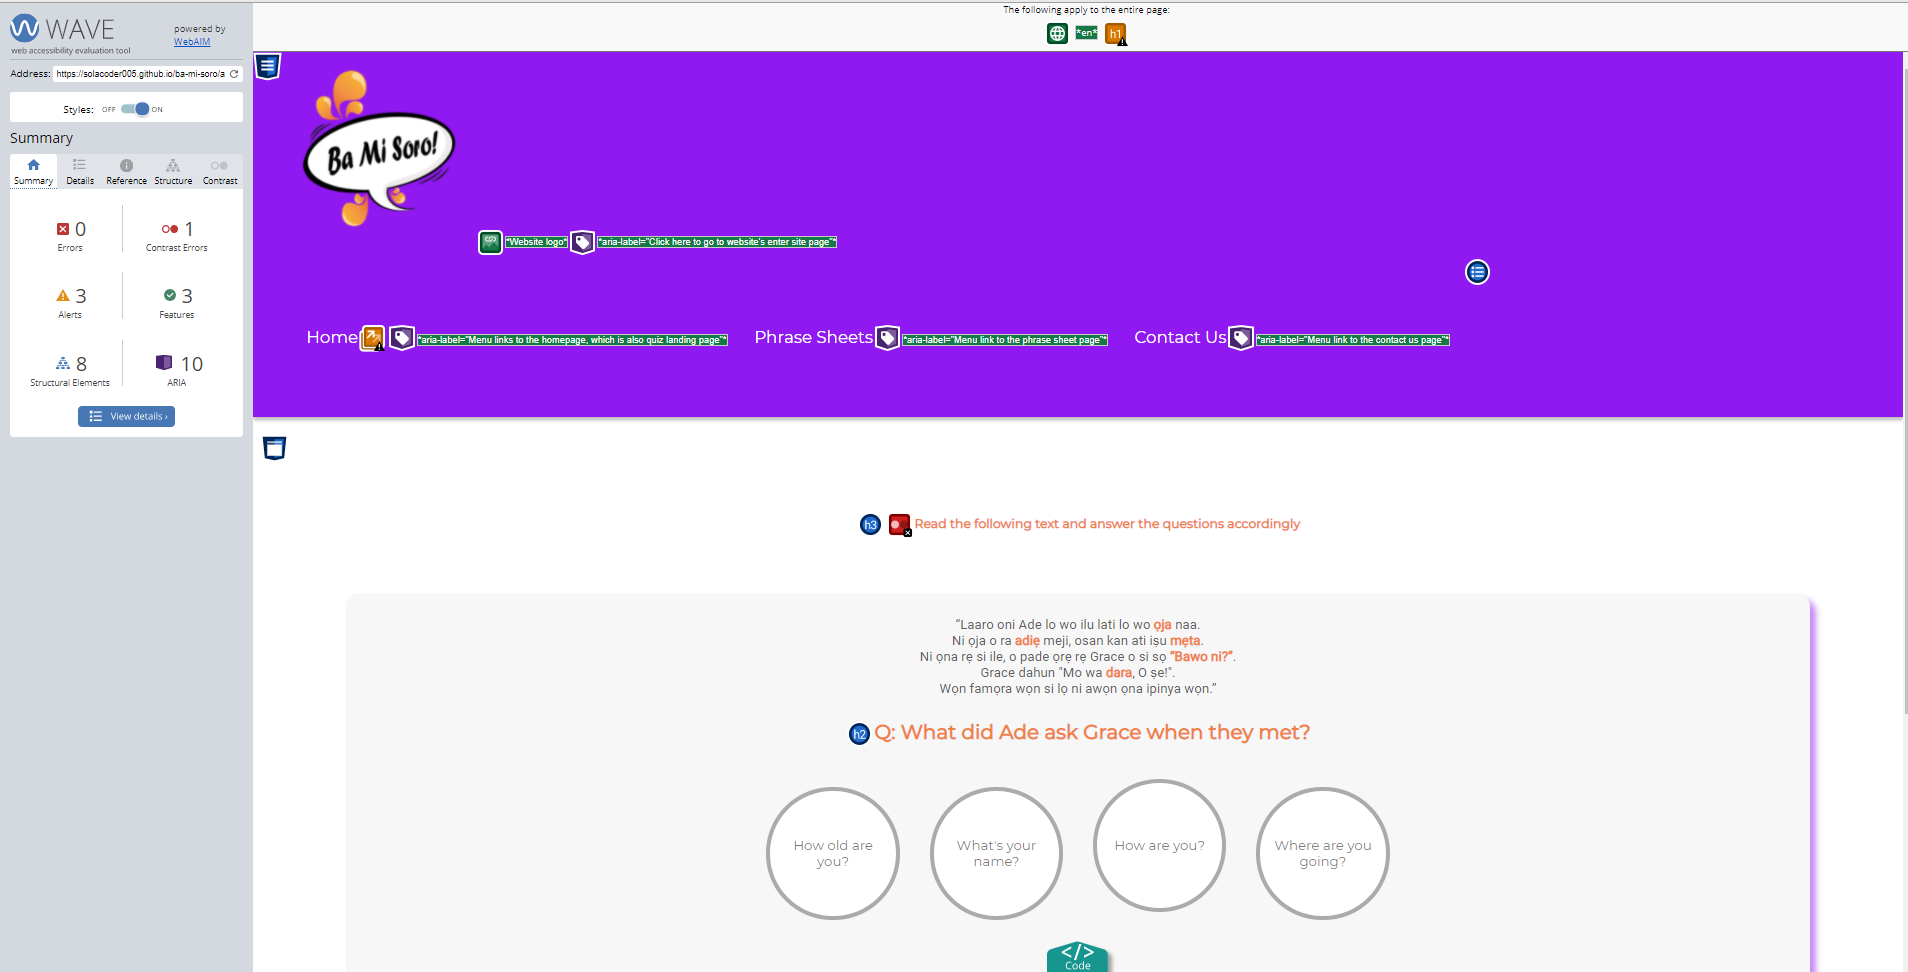 WAVE
web accessibility evaluation tool
powered by
WebAIM
Address: https://solacoder005.github.io/ba-mi-soro/a
Styles: OFF ON
Summary
Summary Details Reference Structure Contrast
0 Errors
1 Contrast Errors
3 Alerts
3 Features
8 Structural Elements
10 ARIA
View details ›
The following apply to the entire page:
*en* h1
Ba Mi Soro!
*Website logo* *aria-label="Click here to go to website's enter site page"*
Home *aria-label="Menu links to the homepage, which is also quiz landing page"* Phrase Sheets *aria-label="Menu link to the phrase sheet page"* Contact Us *aria-label="Menu link to the contact us page"*
h3 Read the following text and answer the questions accordingly
“Laaro oni Ade lo wo ilu lati lo wo ọja naa.
Ni ọja o ra adiẹ meji, osan kan ati iṣu mẹta.
Ni ọna rẹ si ile, o pade ọrẹ rẹ Grace o si sọ “Bawo ni?”.
Grace dahun "Mo wa dara, O ṣe!".
Wọn famọra wọn si lọ ni awọn ọna ipinya wọn.”
h2 Q: What did Ade ask Grace when they met?
How old are you?
What's your name?
How are you?
Where are you going?
</> Code